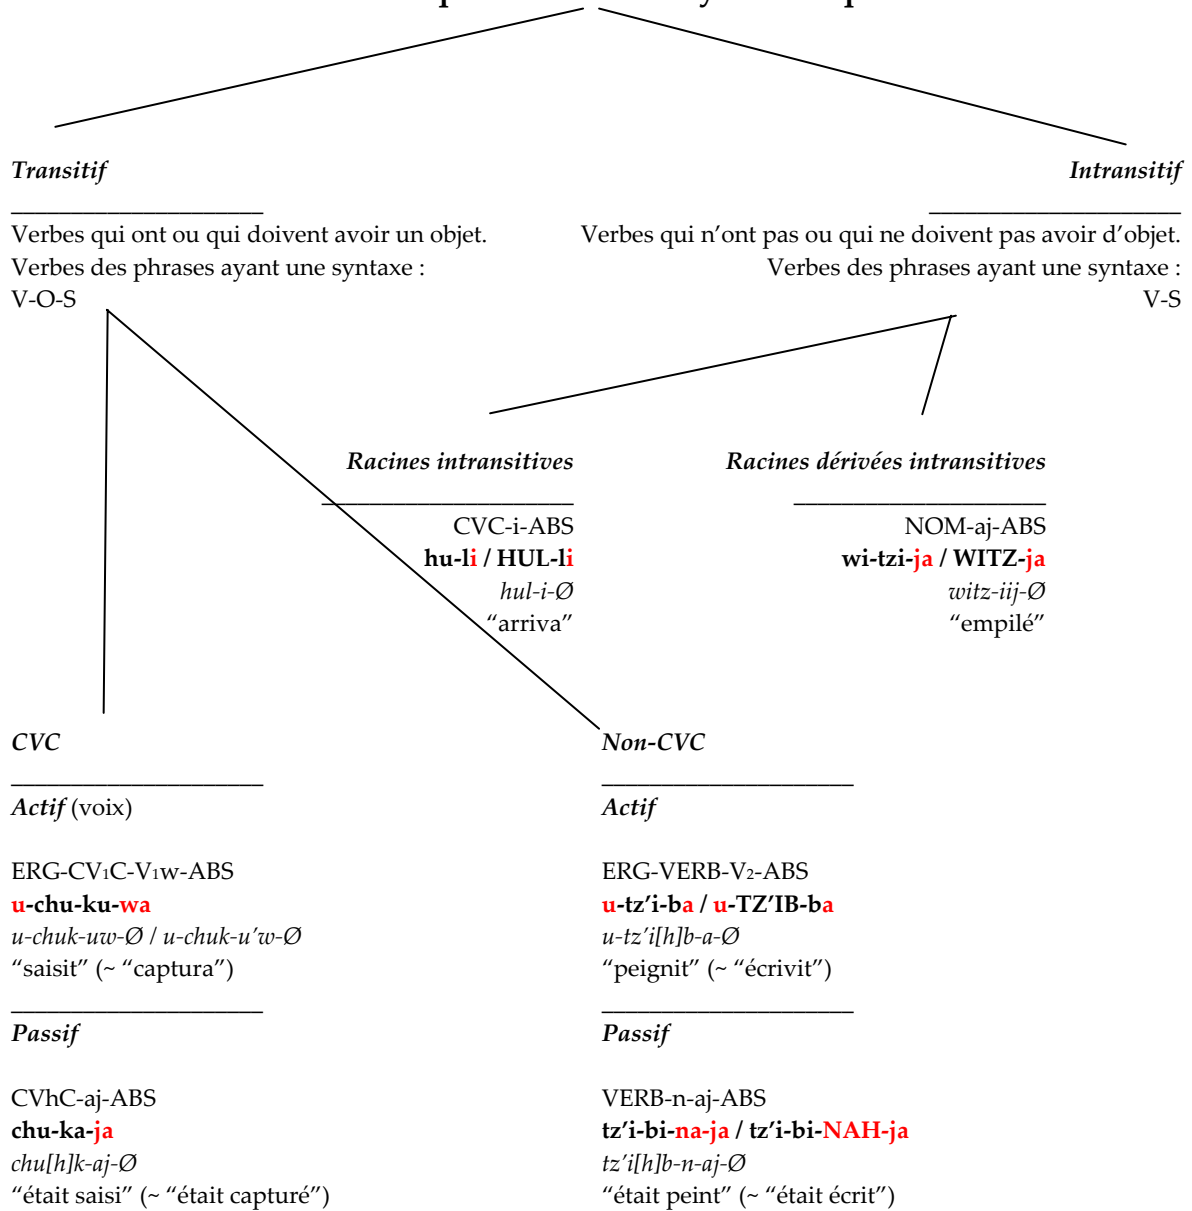 Transitif
Intransitif
Verbes qui ont ou qui doivent avoir un objet.
Verbes des phrases ayant une syntaxe :
V-O-S
Verbes qui n’ont pas ou qui ne doivent pas avoir d’objet.
Verbes des phrases ayant une syntaxe :
V-S
Racines intransitives
CVC-i-ABS
hu-li / HUL-li
hul-i-Ø
“arriva”
Racines dérivées intransitives
NOM-aj-ABS
wi-tzi-ja / WITZ-ja
witz-iij-Ø
“empilé”
CVC
Actif (voix)
ERG-CV₁C-V₁w-ABS
u-chu-ku-wa
u-chuk-uw-Ø / u-chuk-u’w-Ø
“saisit” (~ “captura”)
Passif
CVhC-aj-ABS
chu-ka-ja
chu[h]k-aj-Ø
“était saisi” (~ “était capturé”)
Non-CVC
Actif
ERG-VERB-V₂-ABS
u-tz’i-ba / u-TZ’IB-ba
u-tz’i[h]b-a-Ø
“peignit” (~ “écrivit”)
Passif
VERB-n-aj-ABS
tz’i-bi-na-ja / tz’i-bi-NAH-ja
tz’i[h]b-n-aj-Ø
“était peint” (~ “était écrit”)